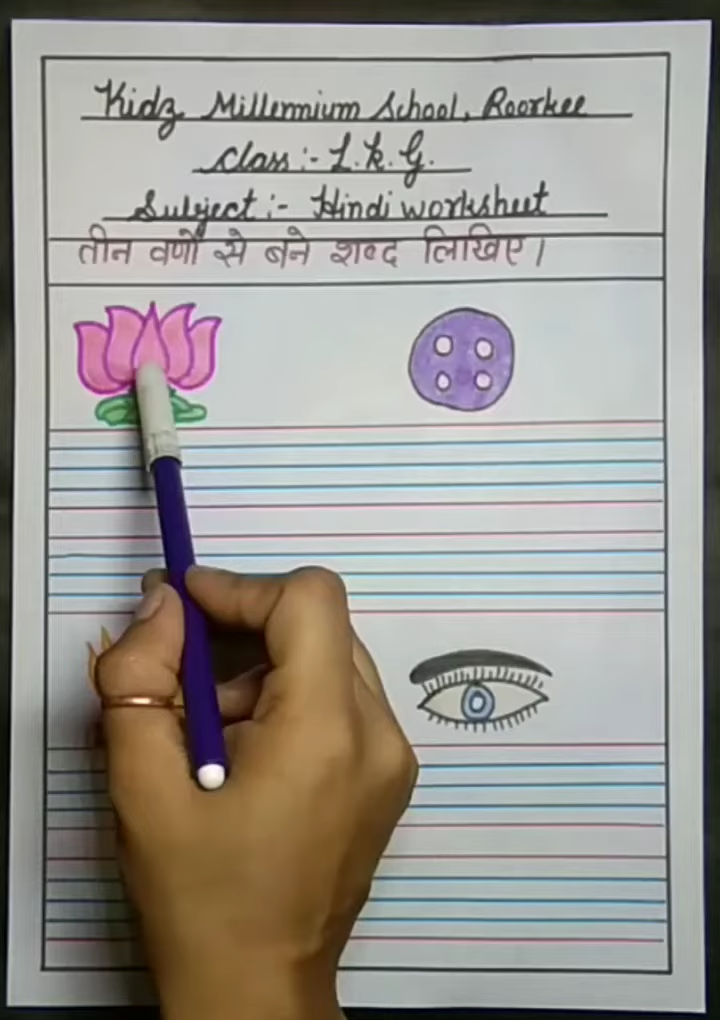 Kidz Millennium School, Roorkee
Class:- L.K.G.
Subject:- Hindi worksheet
तीन वर्णों से बने शब्द लिखिए।